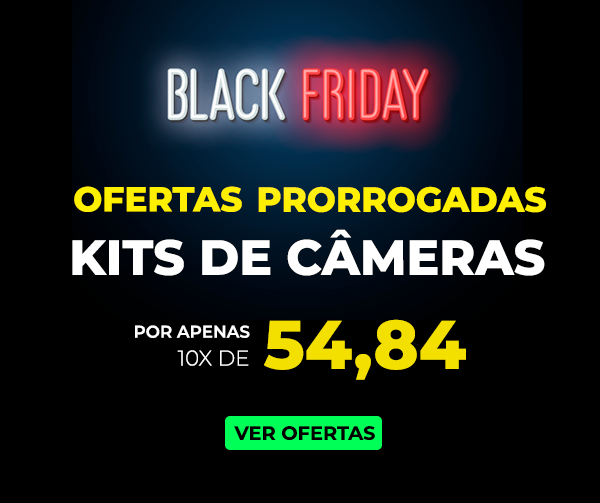 BLACK FRIDAY
OFERTAS PRORROGADAS
KITS DE CÂMERAS
POR APENAS
10X DE 54,84
VER OFERTAS